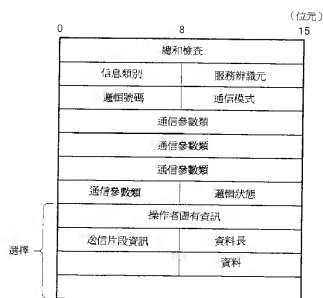 (位元)
0 8 15
總和檢查
信息類別 服務辨識元
邏輯號碼 通信模式
通信參數類
通信參數類
通信參數類
通信參數類 邏輯狀態
操作者固有資訊
選擇
送信片段資訊 資料長
資料